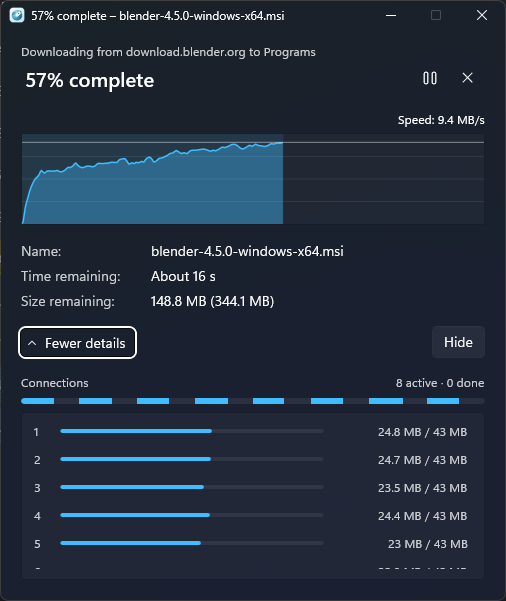 57% complete – blender-4.5.0-windows-x64.msi
Downloading from download.blender.org to Programs
57% complete
Speed: 9.4 MB/s
Name: blender-4.5.0-windows-x64.msi
Time remaining: About 16 s
Size remaining: 148.8 MB (344.1 MB)
Fewer details
Hide
Connections 8 active · 0 done
1 24.8 MB / 43 MB
2 24.7 MB / 43 MB
3 23.5 MB / 43 MB
4 24.4 MB / 43 MB
5 23 MB / 43 MB